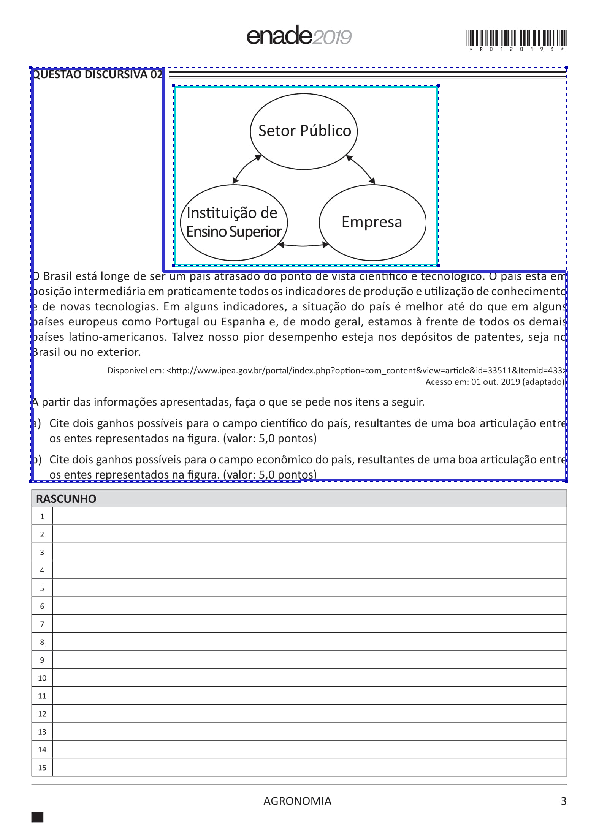 enade2019
*R0120195*
QUESTÃO DISCURSIVA 02
Setor Público
Instituição de
Ensino Superior
Empresa
O Brasil está longe de ser um país atrasado do ponto de vista científico e tecnológico. O país está em
posição intermediária em praticamente todos os indicadores de produção e utilização de conhecimento
e de novas tecnologias. Em alguns indicadores, a situação do país é melhor até do que em alguns
países europeus como Portugal ou Espanha e, de modo geral, estamos à frente de todos os demais
países latino-americanos. Talvez nosso pior desempenho esteja nos depósitos de patentes, seja no
Brasil ou no exterior.
Disponível em: <http://www.ipea.gov.br/portal/index.php?option=com_content&view=article&id=33511&Itemid=433>
Acesso em: 01 out. 2019 (adaptado)
A partir das informações apresentadas, faça o que se pede nos itens a seguir.
a) Cite dois ganhos possíveis para o campo científico do país, resultantes de uma boa articulação entre
os entes representados na figura. (valor: 5,0 pontos)
b) Cite dois ganhos possíveis para o campo econômico do país, resultantes de uma boa articulação entre
os entes representados na figura. (valor: 5,0 pontos)
RASCUNHO
1
2
3
4
5
6
7
8
9
10
11
12
13
14
15
AGRONOMIA
3